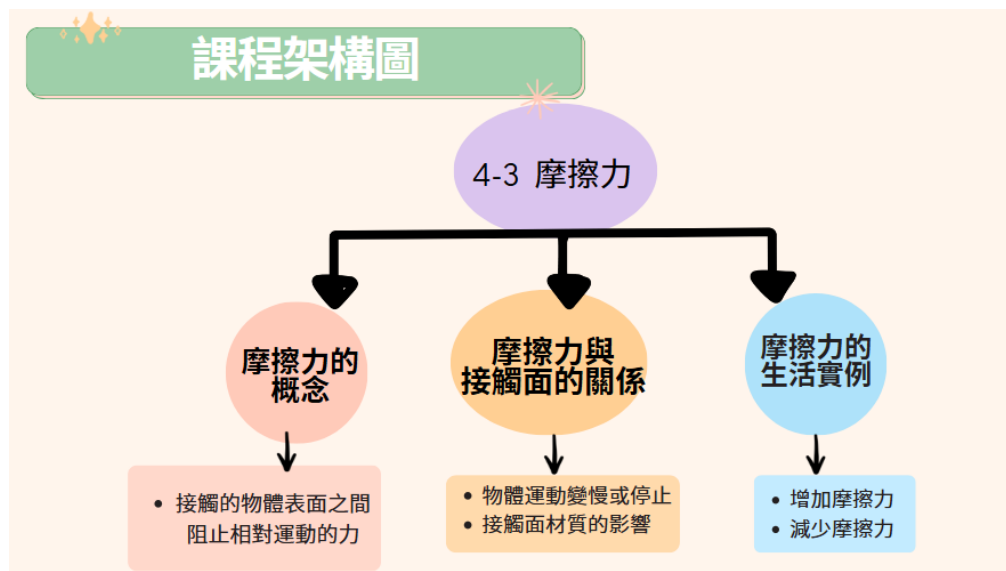 課程架構圖
4-3 摩擦力
摩擦力的
概念
摩擦力與
接觸面的關係
摩擦力的
生活實例
• 接觸的物體表面之間
阻止相對運動的力
• 物體運動變慢或停止
• 接觸面材質的影響
• 增加摩擦力
• 減少摩擦力